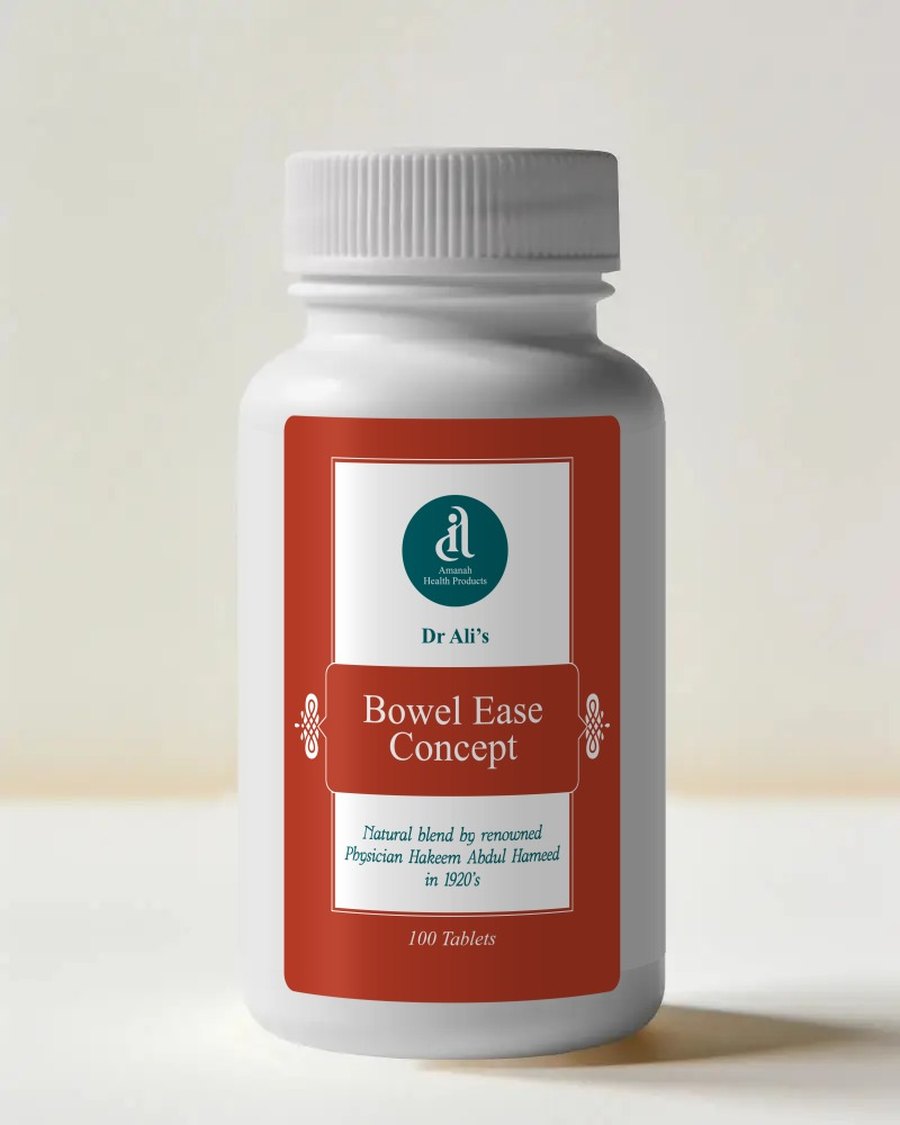 Amanah
Health Products
Dr Ali's
Bowel Ease
Concept
Natural blend by renowned
Physician Hakeem Abdul Hameed
in 1920's
100 Tablets